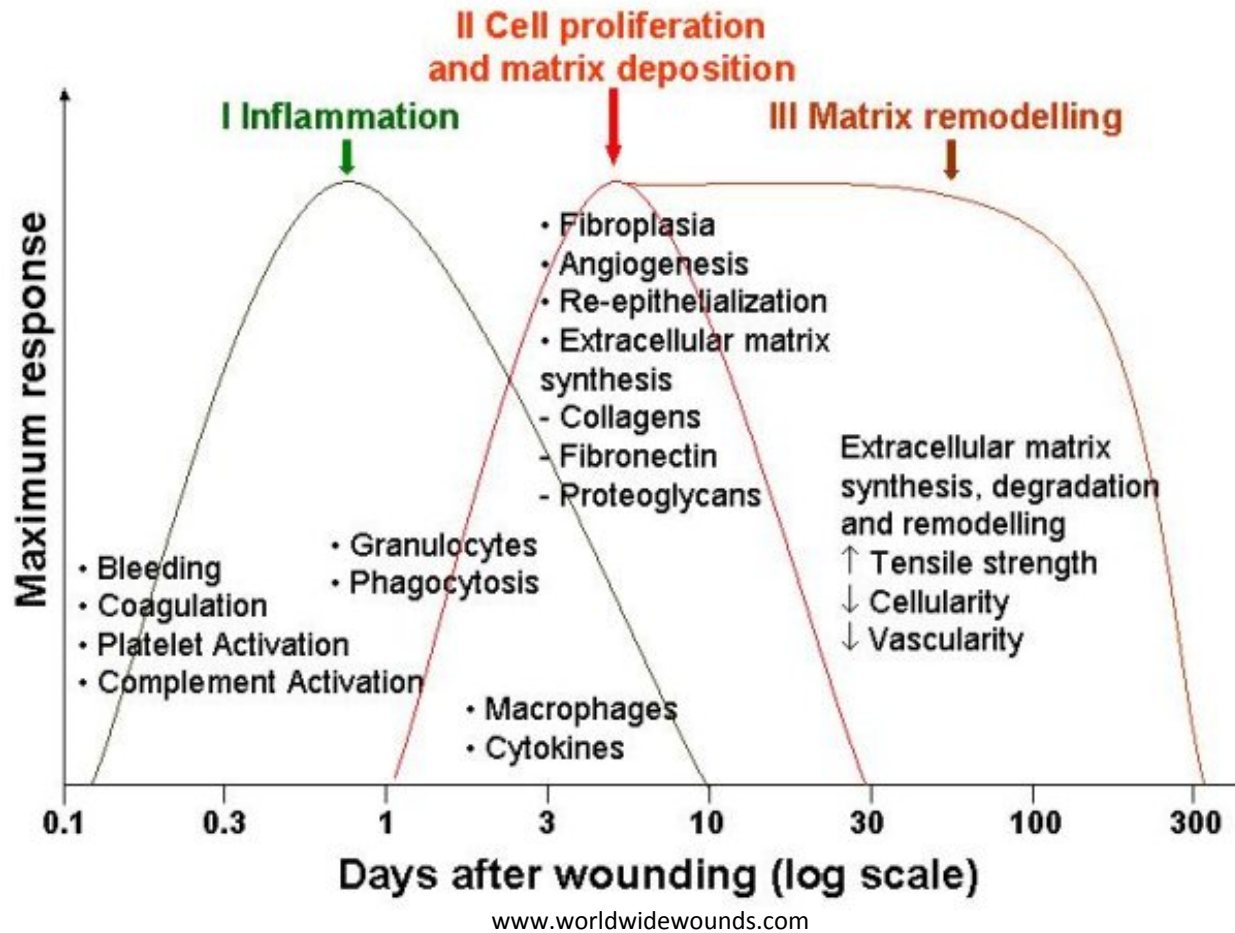 II Cell proliferation
and matrix deposition
I Inflammation
III Matrix remodelling
Maximum response
• Fibroplasia
• Angiogenesis
• Re-epithelialization
• Extracellular matrix
synthesis
- Collagens
- Fibronectin
- Proteoglycans
Extracellular matrix
synthesis, degradation
and remodelling
↑ Tensile strength
↓ Cellularity
↓ Vascularity
• Granulocytes
• Phagocytosis
• Bleeding
• Coagulation
• Platelet Activation
• Complement Activation
• Macrophages
• Cytokines
0.1 0.3 1 3 10 30 100 300
Days after wounding (log scale)
www.worldwidewounds.com